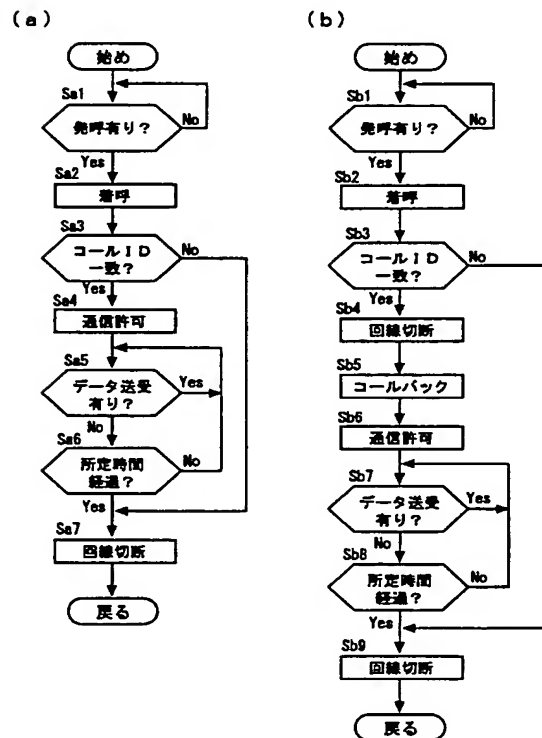 (a)
始め
Sa1
発呼有り?
No
Yes
Sa2
着呼
Sa3
コールID
一致?
No
Yes
Sa4
通信許可
Sa5
データ送受
有り?
Yes
No
Sa6
所定時間
経過?
No
Yes
Sa7
回線切断
戻る
(b)
始め
Sb1
発呼有り?
No
Yes
Sb2
着呼
Sb3
コールID
一致?
No
Yes
Sb4
回線切断
Sb5
コールバック
Sb6
通信許可
Sb7
データ送受
有り?
Yes
No
Sb8
所定時間
経過?
No
Yes
Sb9
回線切断
戻る